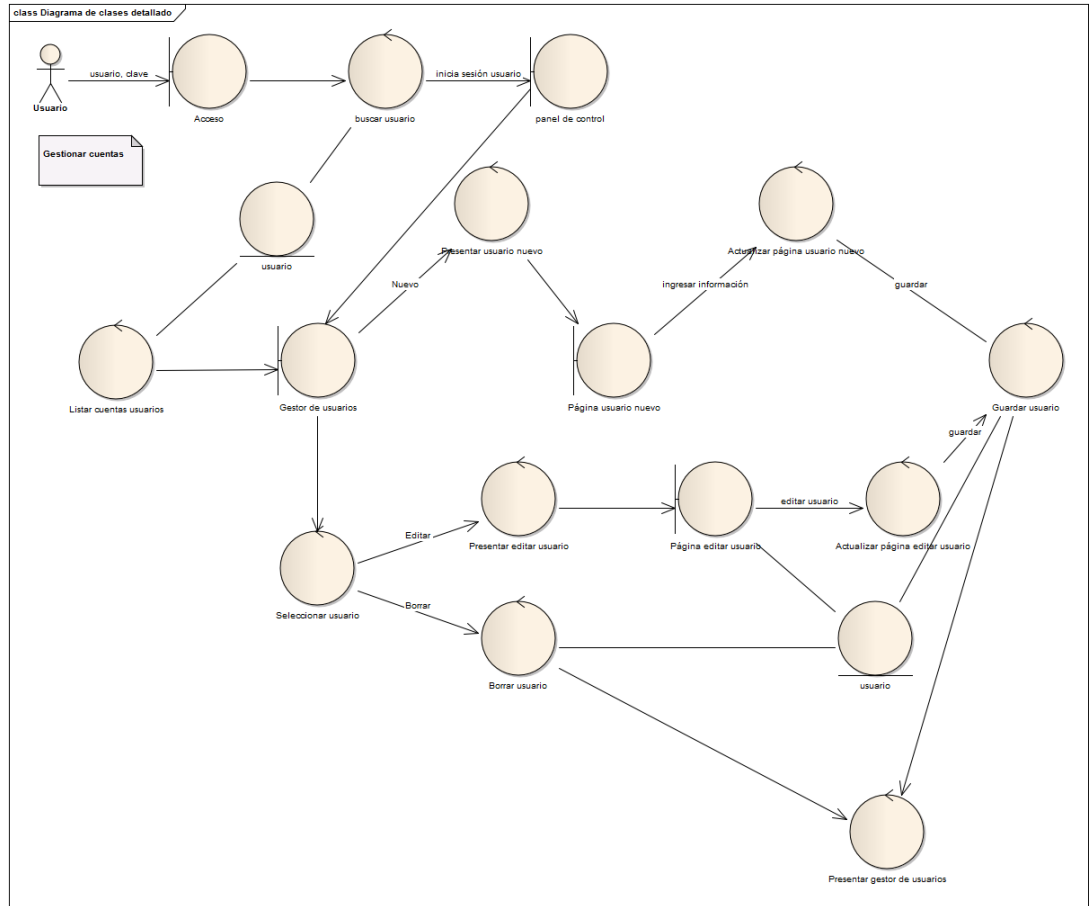 class Diagrama de clases detallado
usuario, clave
inicia sesión usuario
Usuario
Acceso
buscar usuario
panel de control
Gestionar cuentas
Presentar usuario nuevo
Actualizar página usuario nuevo
usuario
Nuevo
ingresar información
guardar
Listar cuentas usuarios
Gestor de usuarios
Página usuario nuevo
Guardar usuario
guardar
editar usuario
Editar
Presentar editar usuario
Página editar usuario
Actualizar página editar usuario
Borrar
Seleccionar usuario
Borrar usuario
usuario
Presentar gestor de usuarios